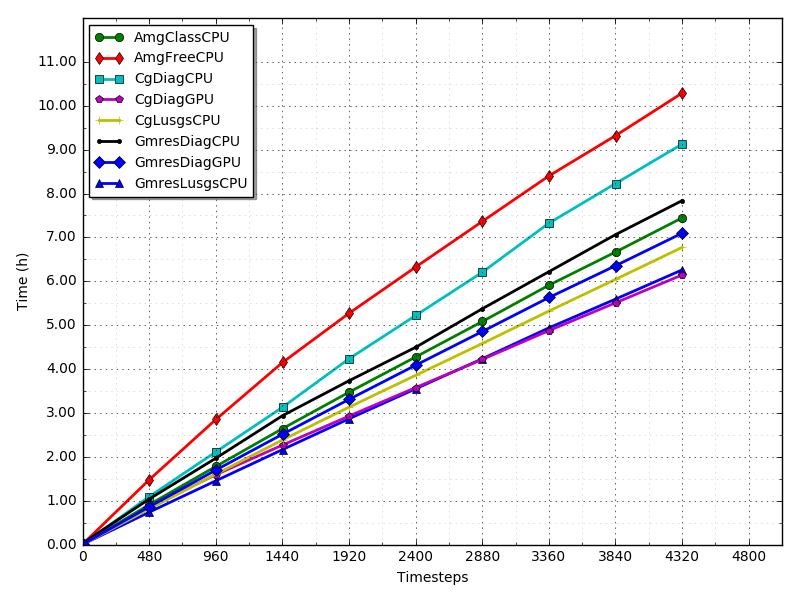 AmgClassCPU
AmgFreeCPU
CgDiagCPU
CgDiagGPU
CgLusgsCPU
GmresDiagCPU
GmresDiagGPU
GmresLusgsCPU
11.00
10.00
9.00
8.00
7.00
6.00
5.00
4.00
3.00
2.00
1.00
0.00
Time (h)
0 480 960 1440 1920 2400 2880 3360 3840 4320 4800
Timesteps